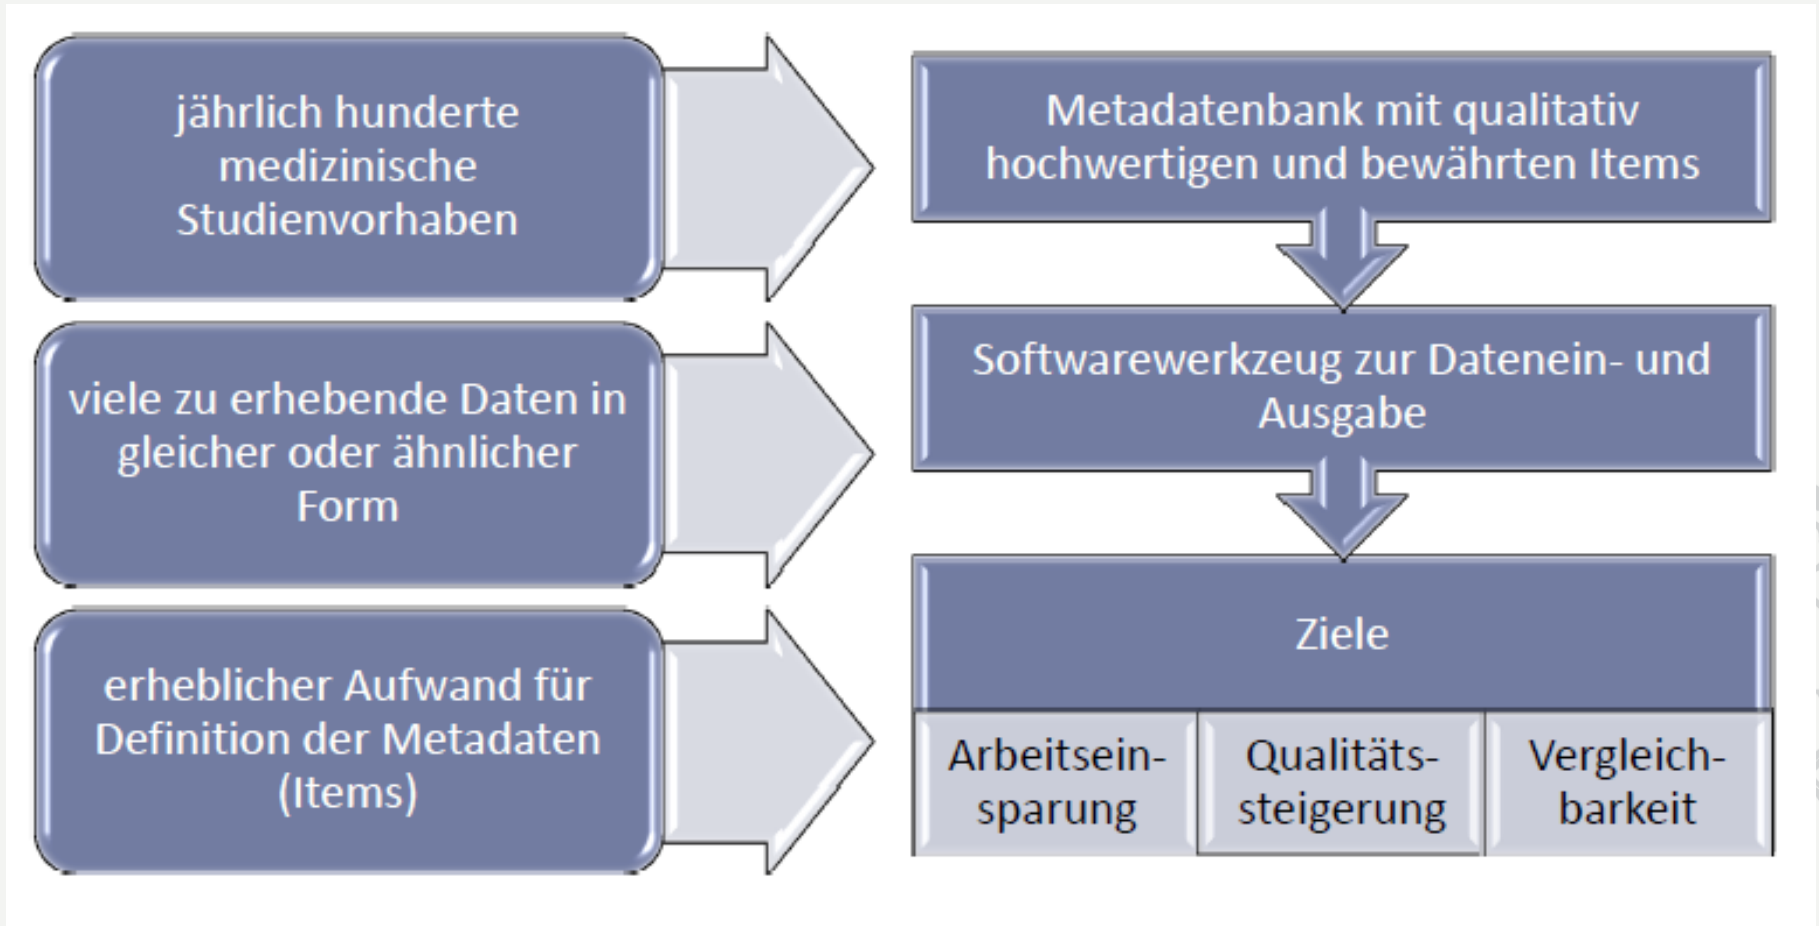 jährlich hunderte
medizinische
Studienvorhaben
viele zu erhebende Daten in
gleicher oder ähnlicher
Form
erheblicher Aufwand für
Definition der Metadaten
(Items)
Metadatenbank mit qualitativ
hochwertigen und bewährten Items
Softwarewerkzeug zur Datenein- und
Ausgabe
Ziele
Arbeitsein-
sparung
Qualitäts-
steigerung
Vergleich-
barkeit